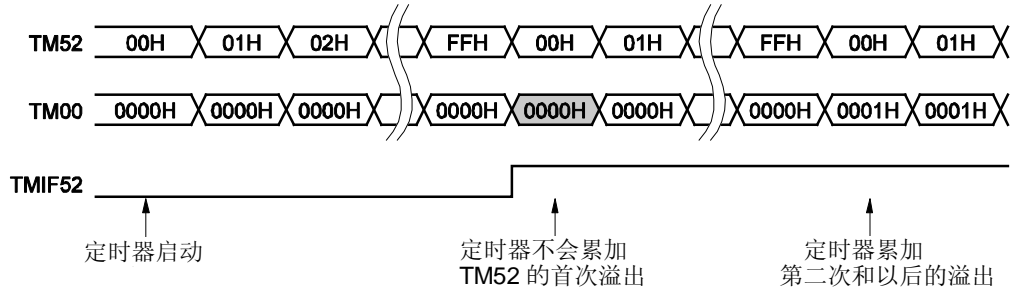 TM52 00H 01H 02H FFH 00H 01H FFH 00H 01H
TM00 0000H 0000H 0000H 0000H 0000H 0000H 0000H 0001H 0001H
TMIF52
定时器启动
定时器不会累加
TM52 的首次溢出
定时器累加
第二次和以后的溢出